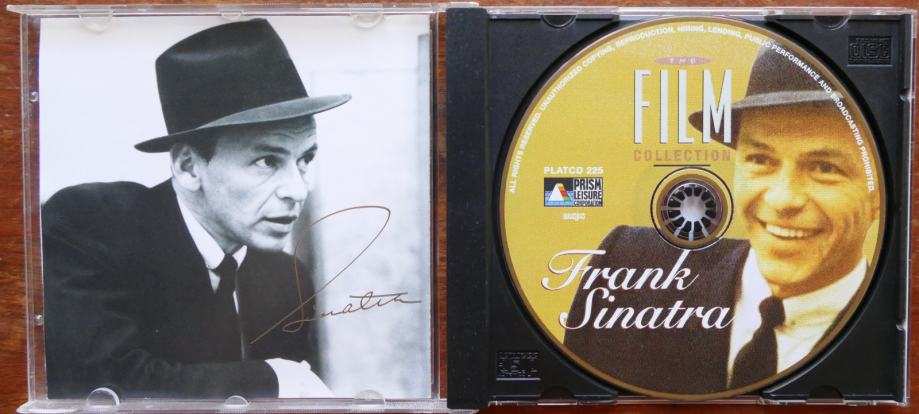 Sinatra
ALL RIGHTS RESERVED. UNAUTHORIZED COPYING, REPRODUCTION, HIRING, LENDING, PUBLIC PERFORMANCE AND BROADCASTING PROHIBITED.
THE
FILM
COLLECTION
PLATCD 225
PRISM
LEISURE
CORPORATION
Frank
Sinatra